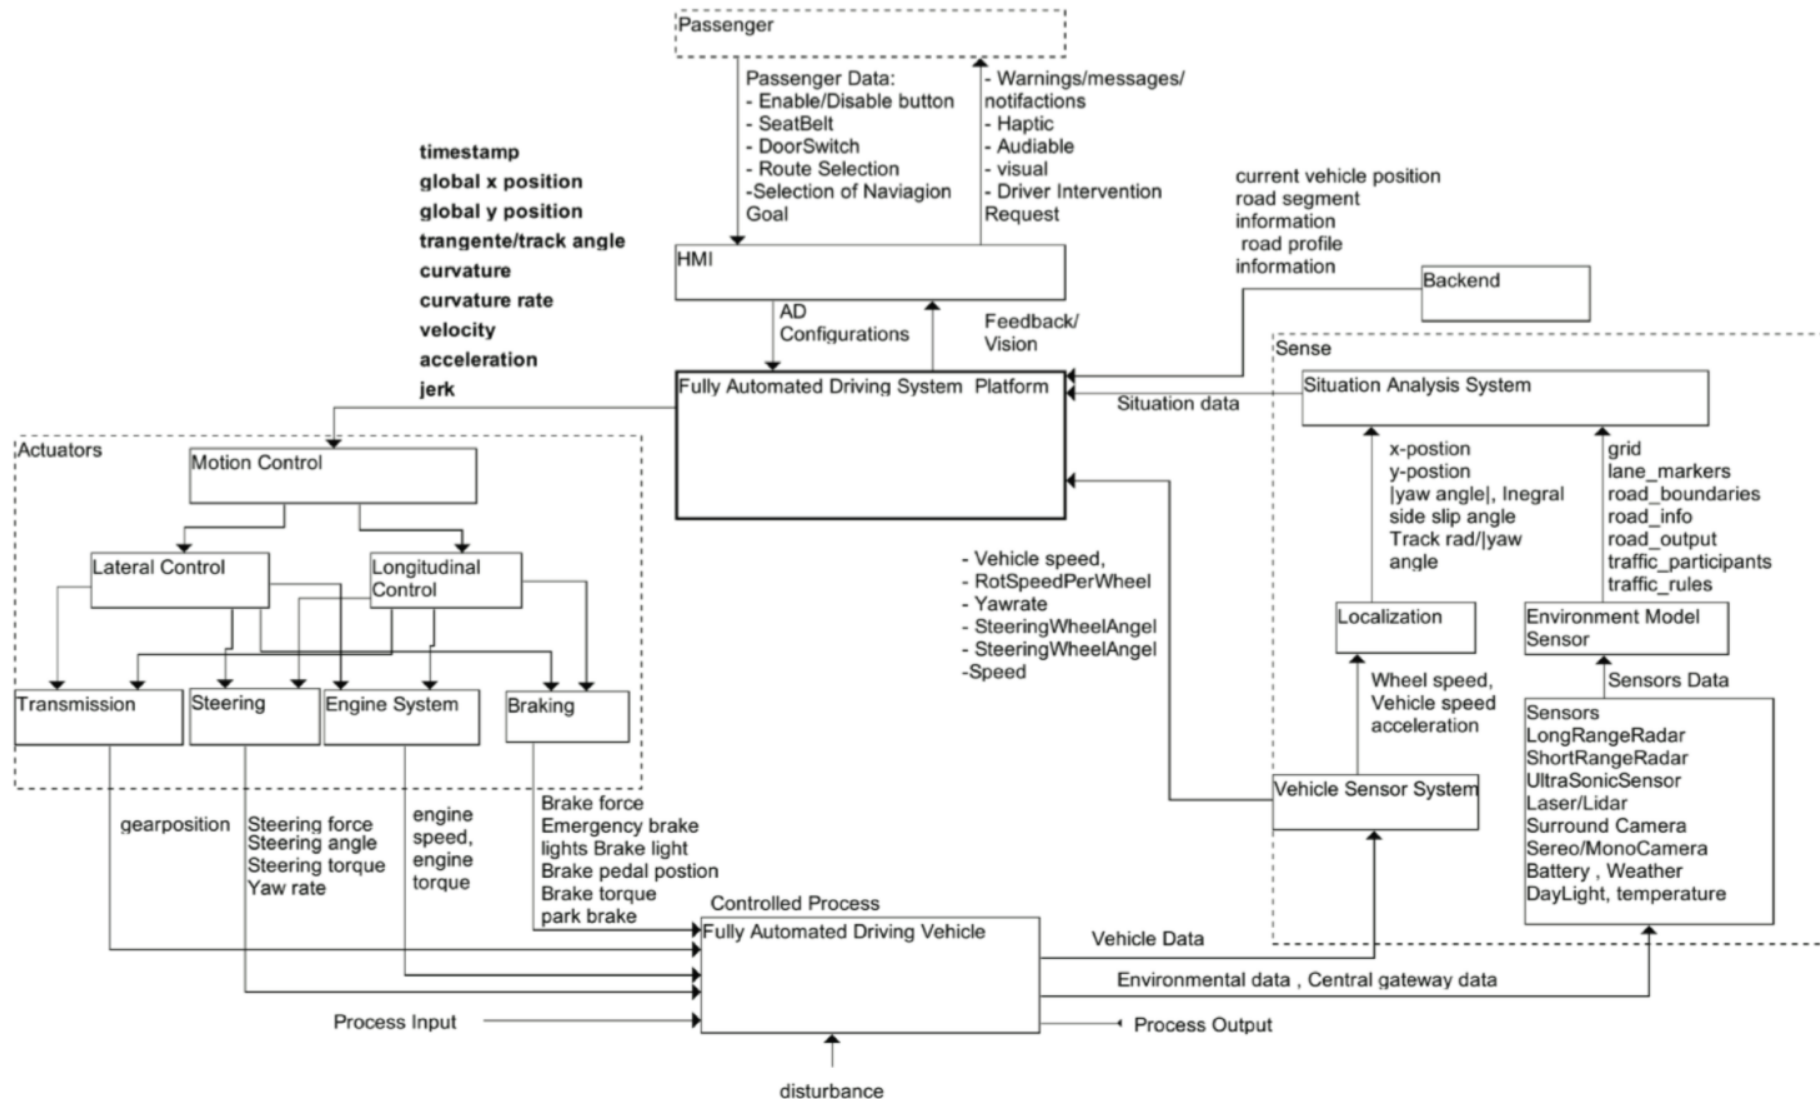 Passenger
Passenger Data:
- Enable/Disable button
- SeatBelt
- DoorSwitch
- Route Selection
-Selection of Naviagion
Goal
- Warnings/messages/
notifactions
- Haptic
- Audiable
- visual
- Driver Intervention
Request
timestamp
global x position
global y position
trangente/track angle
curvature
curvature rate
velocity
acceleration
jerk
current vehicle position
road segment
information
road profile
information
HMI
Backend
AD
Configurations
Feedback/
Vision
Sense
Fully Automated Driving System Platform
Situation Analysis System
Situation data
Actuators
Motion Control
x-postion
y-postion
|yaw angle|, Inegral
side slip angle
Track rad/|yaw
angle
grid
lane_markers
road_boundaries
road_info
road_output
traffic_participants
traffic_rules
Lateral Control
Longitudinal
Control
- Vehicle speed,
- RotSpeedPerWheel
- Yawrate
- SteeringWheelAngel
- SteeringWheelAngel
-Speed
Localization
Environment Model
Sensor
Wheel speed,
Vehicle speed
acceleration
Sensors Data
Transmission
Steering
Engine System
Braking
Sensors
LongRangeRadar
ShortRangeRadar
UltraSonicSensor
Laser/Lidar
Surround Camera
Sereo/MonoCamera
Battery , Weather
DayLight, temperature
Vehicle Sensor System
gearposition
Steering force
Steering angle
Steering torque
Yaw rate
engine
speed,
engine
torque
Brake force
Emergency brake
lights Brake light
Brake pedal postion
Brake torque
park brake
Controlled Process
Fully Automated Driving Vehicle
Vehicle Data
Environmental data , Central gateway data
Process Input
Process Output
disturbance